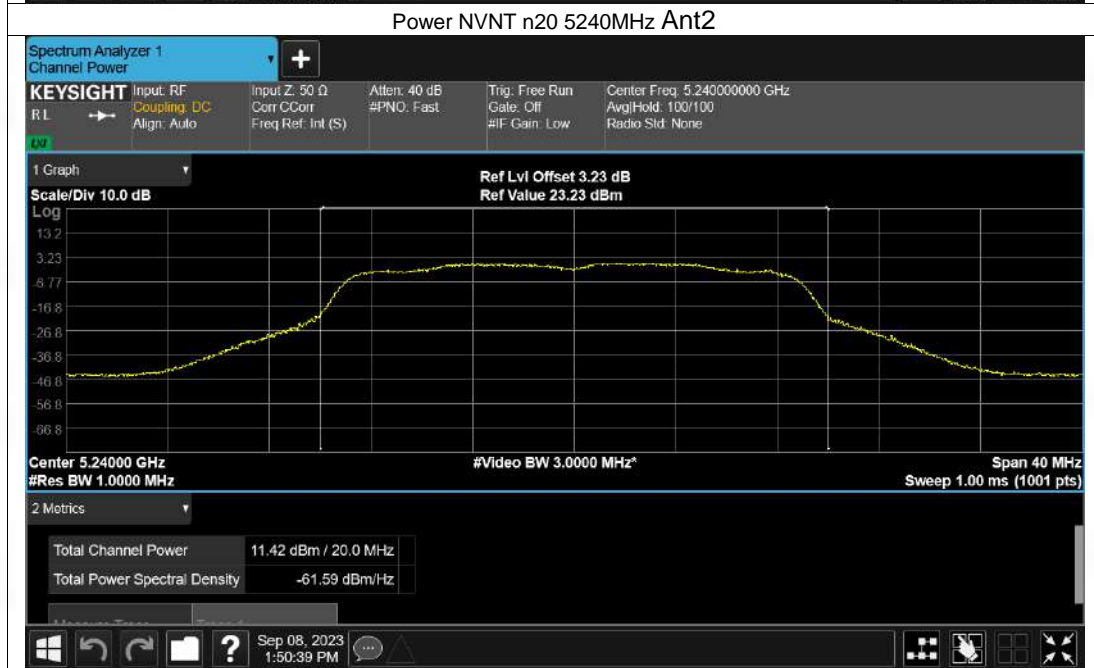 Power NVNT n20 5240MHz Ant2
Spectrum Analyzer 1
Channel Power
+
KEYSIGHT
R L
LXI
Input: RF
Coupling: DC
Align: Auto
Input Z: 50 Ω
Corr CCorr
Freq Ref: Int (S)
Atten: 40 dB
#PNO: Fast
Trig: Free Run
Gate: Off
#IF Gain: Low
Center Freq: 5.240000000 GHz
Avg|Hold: 100/100
Radio Std: None
1 Graph
Scale/Div 10.0 dB
Ref Lvl Offset 3.23 dB
Ref Value 23.23 dBm
Log
13.2
3.23
-6.77
-16.8
-26.8
-36.8
-46.8
-56.8
-66.8
Center 5.24000 GHz
#Res BW 1.0000 MHz
#Video BW 3.0000 MHz*
Span 40 MHz
Sweep 1.00 ms (1001 pts)
2 Metrics
Total Channel Power 11.42 dBm / 20.0 MHz
Total Power Spectral Density -61.59 dBm/Hz
?
Sep 08, 2023
1:50:39 PM